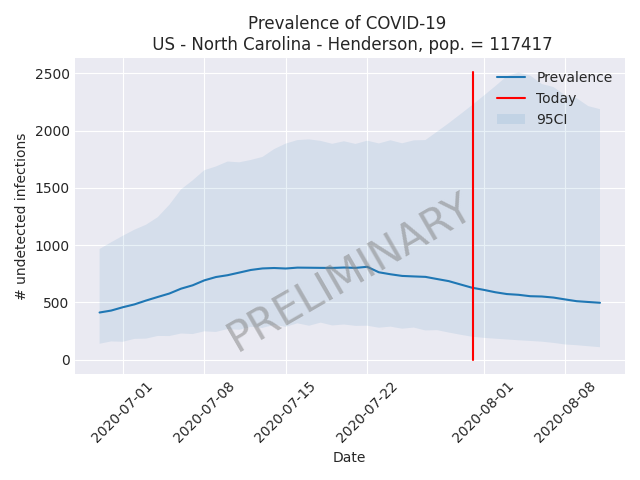 Prevalence of COVID-19
US - North Carolina - Henderson, pop. = 117417
2500
2000
1500
1000
500
0
# undetected infections
Prevalence
Today
95CI
PRELIMINARY
2020-07-01
2020-07-08
2020-07-15
2020-07-22
2020-08-01
2020-08-08
Date